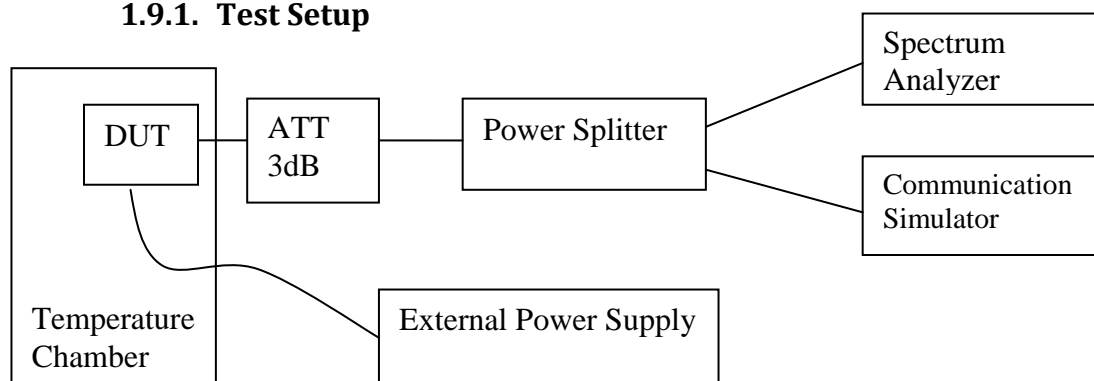 1.9.1. Test Setup
Spectrum
Analyzer
DUT
ATT
3dB
Power Splitter
Communication
Simulator
Temperature
Chamber
External Power Supply